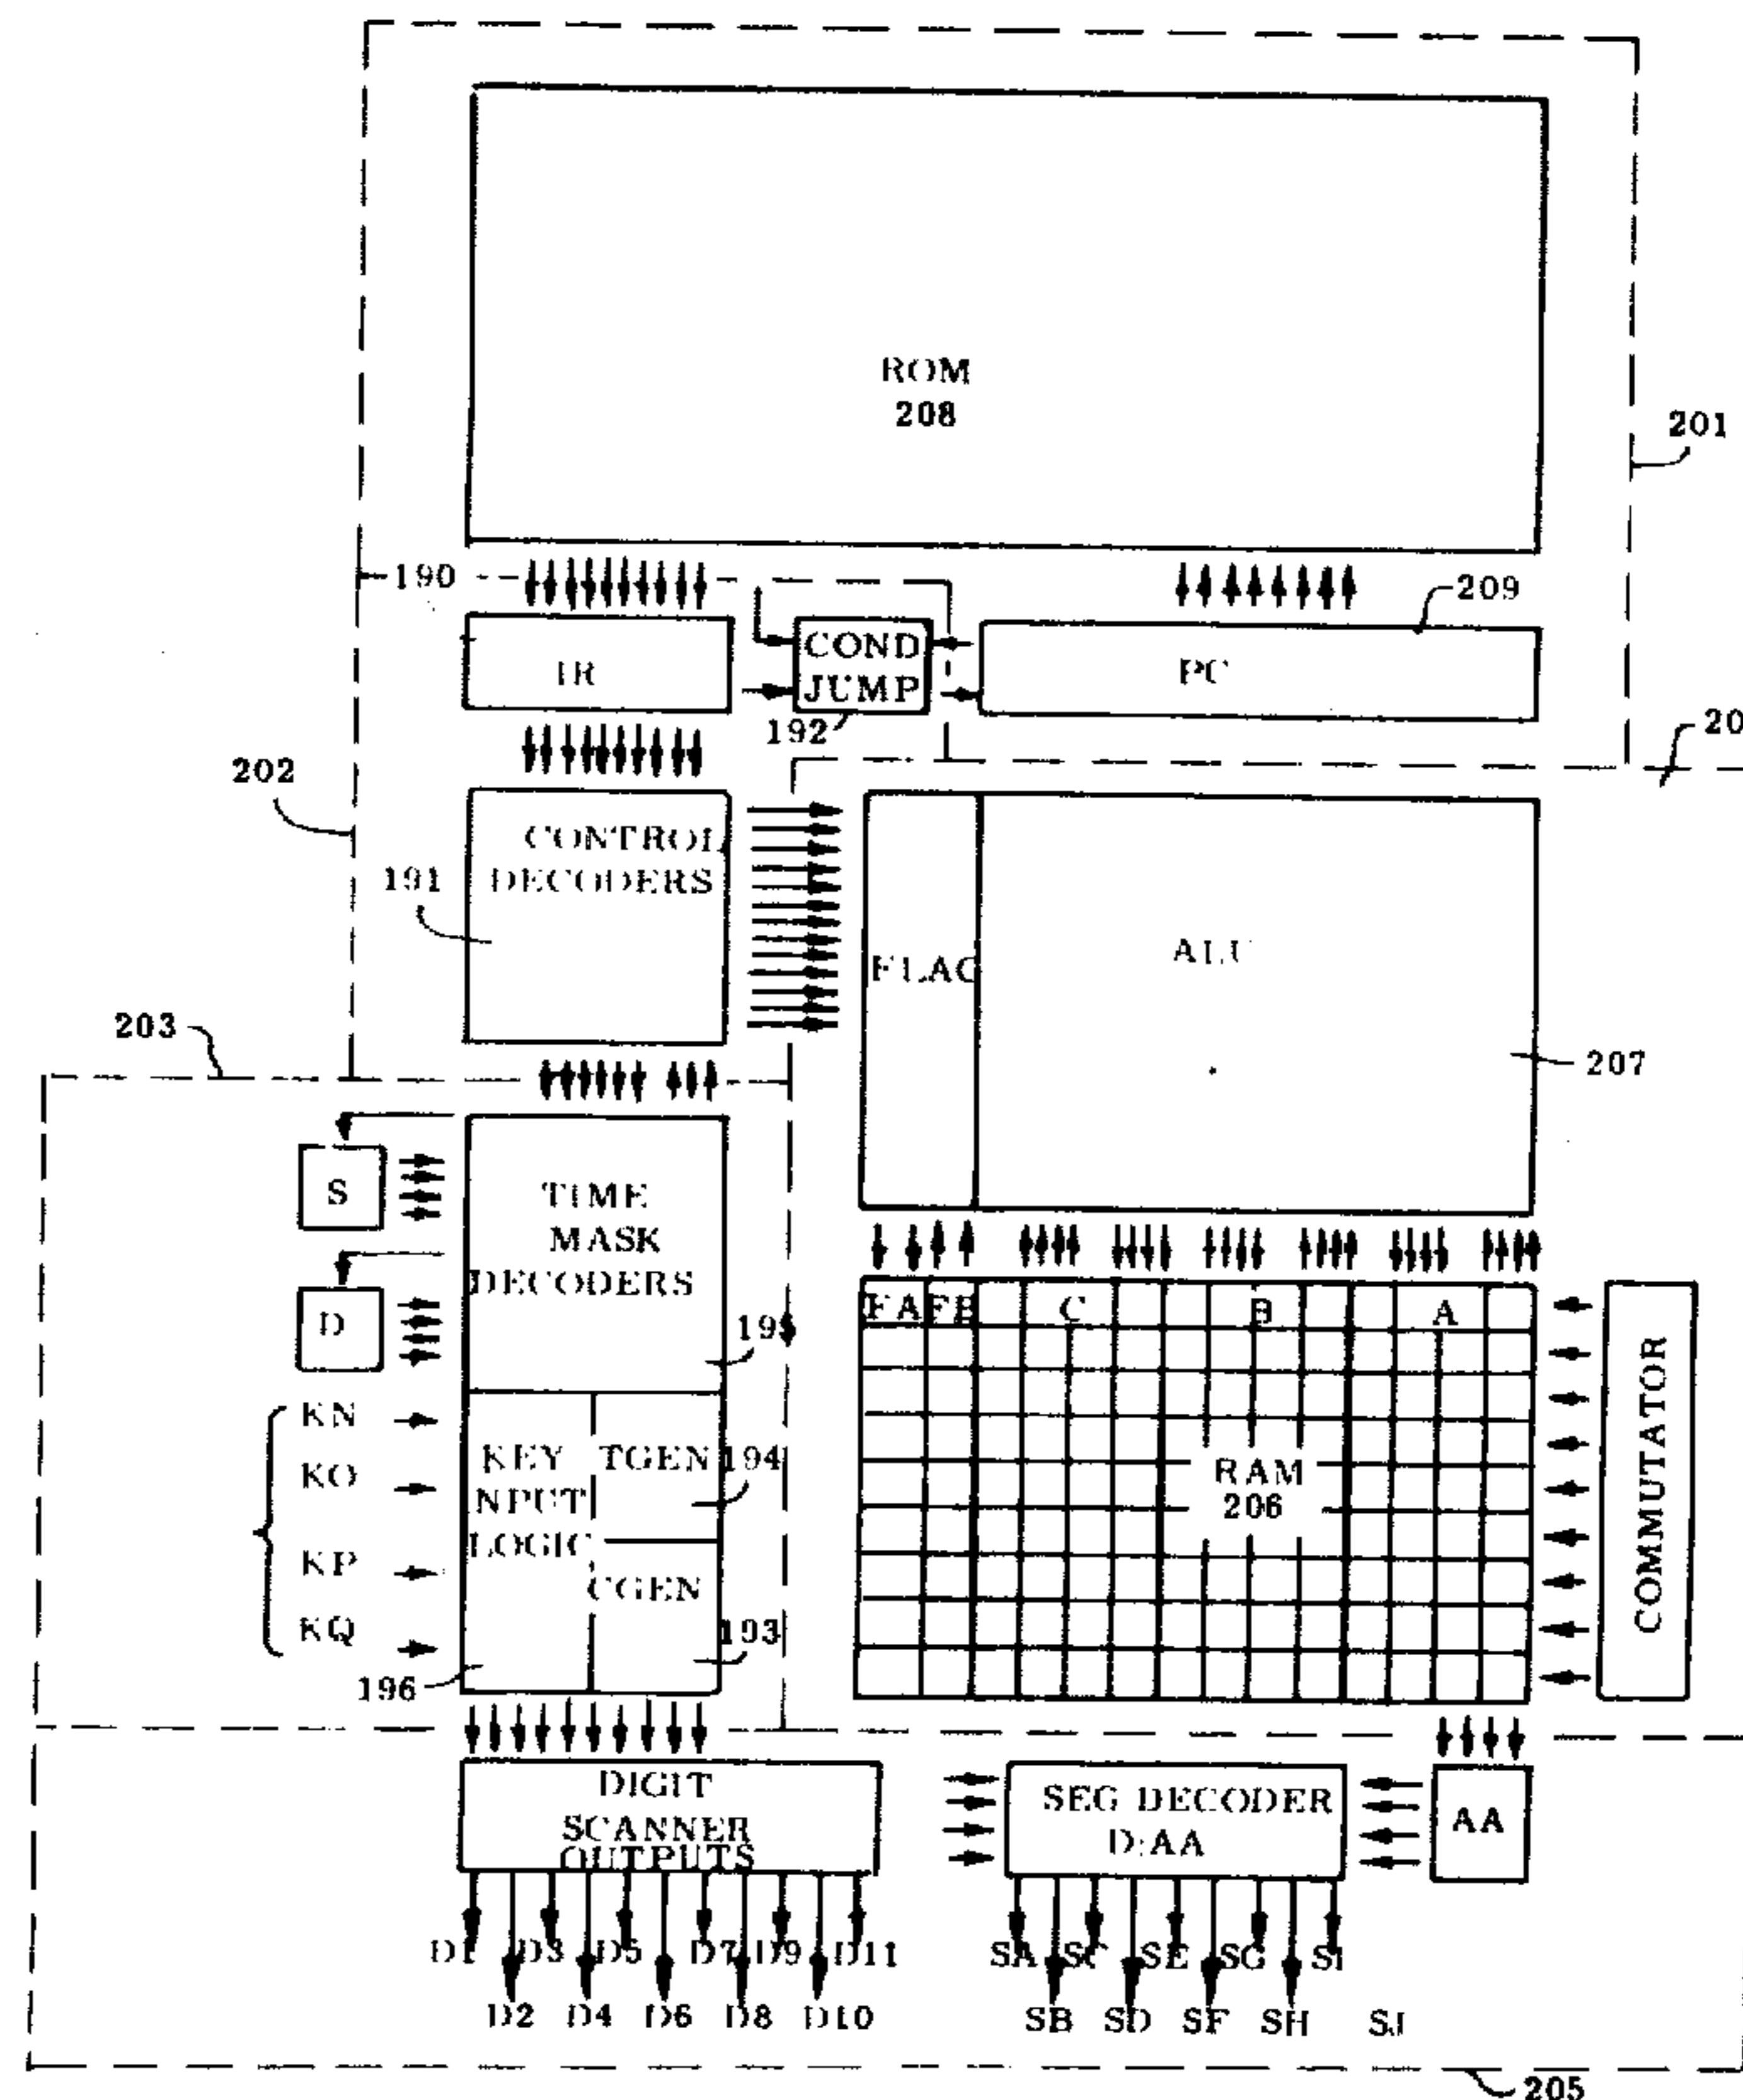 ROM
208
201
190
209
IR
COND
JUMP
PC
192
20
202
CONTROL
DECODERS
191
FLAG
ALU
203
207
S
TIME
MASK
DECODERS
D
FA
FB
C
B
A
KN
KO
KP
KQ
KEY
INPUT
LOGIC
TGEN
194
CGEN
193
196
RAM
206
COMMUTATOR
DIGIT
SCANNER
OUTPUTS
SEG DECODER
D/AA
AA
D1 D3 D5 D7 D9 D11
D2 D4 D6 D8 D10
SA SC SE SG SI
SB SD SF SH SJ
205